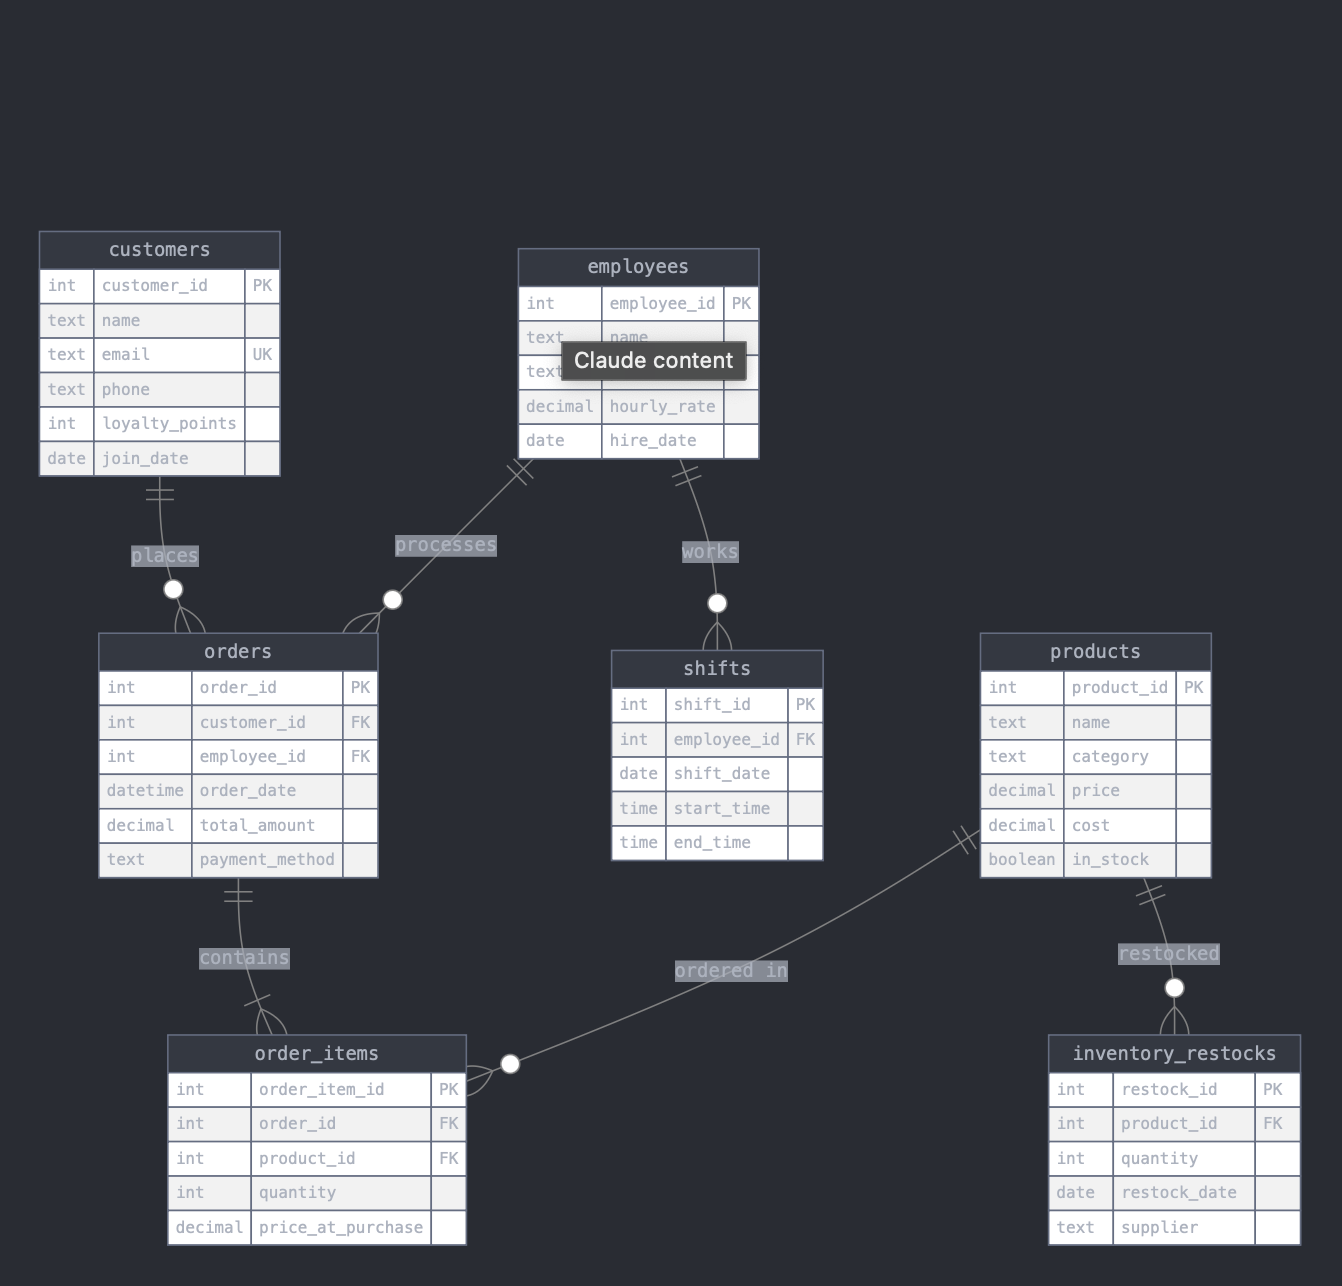 customers
int customer_id PK
text name
text email UK
text phone
int loyalty_points
date join_date
employees
int employee_id PK
text name
text
Claude content
decimal hourly_rate
date hire_date
places
processes
works
orders
int order_id PK
int customer_id FK
int employee_id FK
datetime order_date
decimal total_amount
text payment_method
shifts
int shift_id PK
int employee_id FK
date shift_date
time start_time
time end_time
products
int product_id PK
text name
text category
decimal price
decimal cost
boolean in_stock
contains
ordered in
restocked
order_items
int order_item_id PK
int order_id FK
int product_id FK
int quantity
decimal price_at_purchase
inventory_restocks
int restock_id PK
int product_id FK
int quantity
date restock_date
text supplier